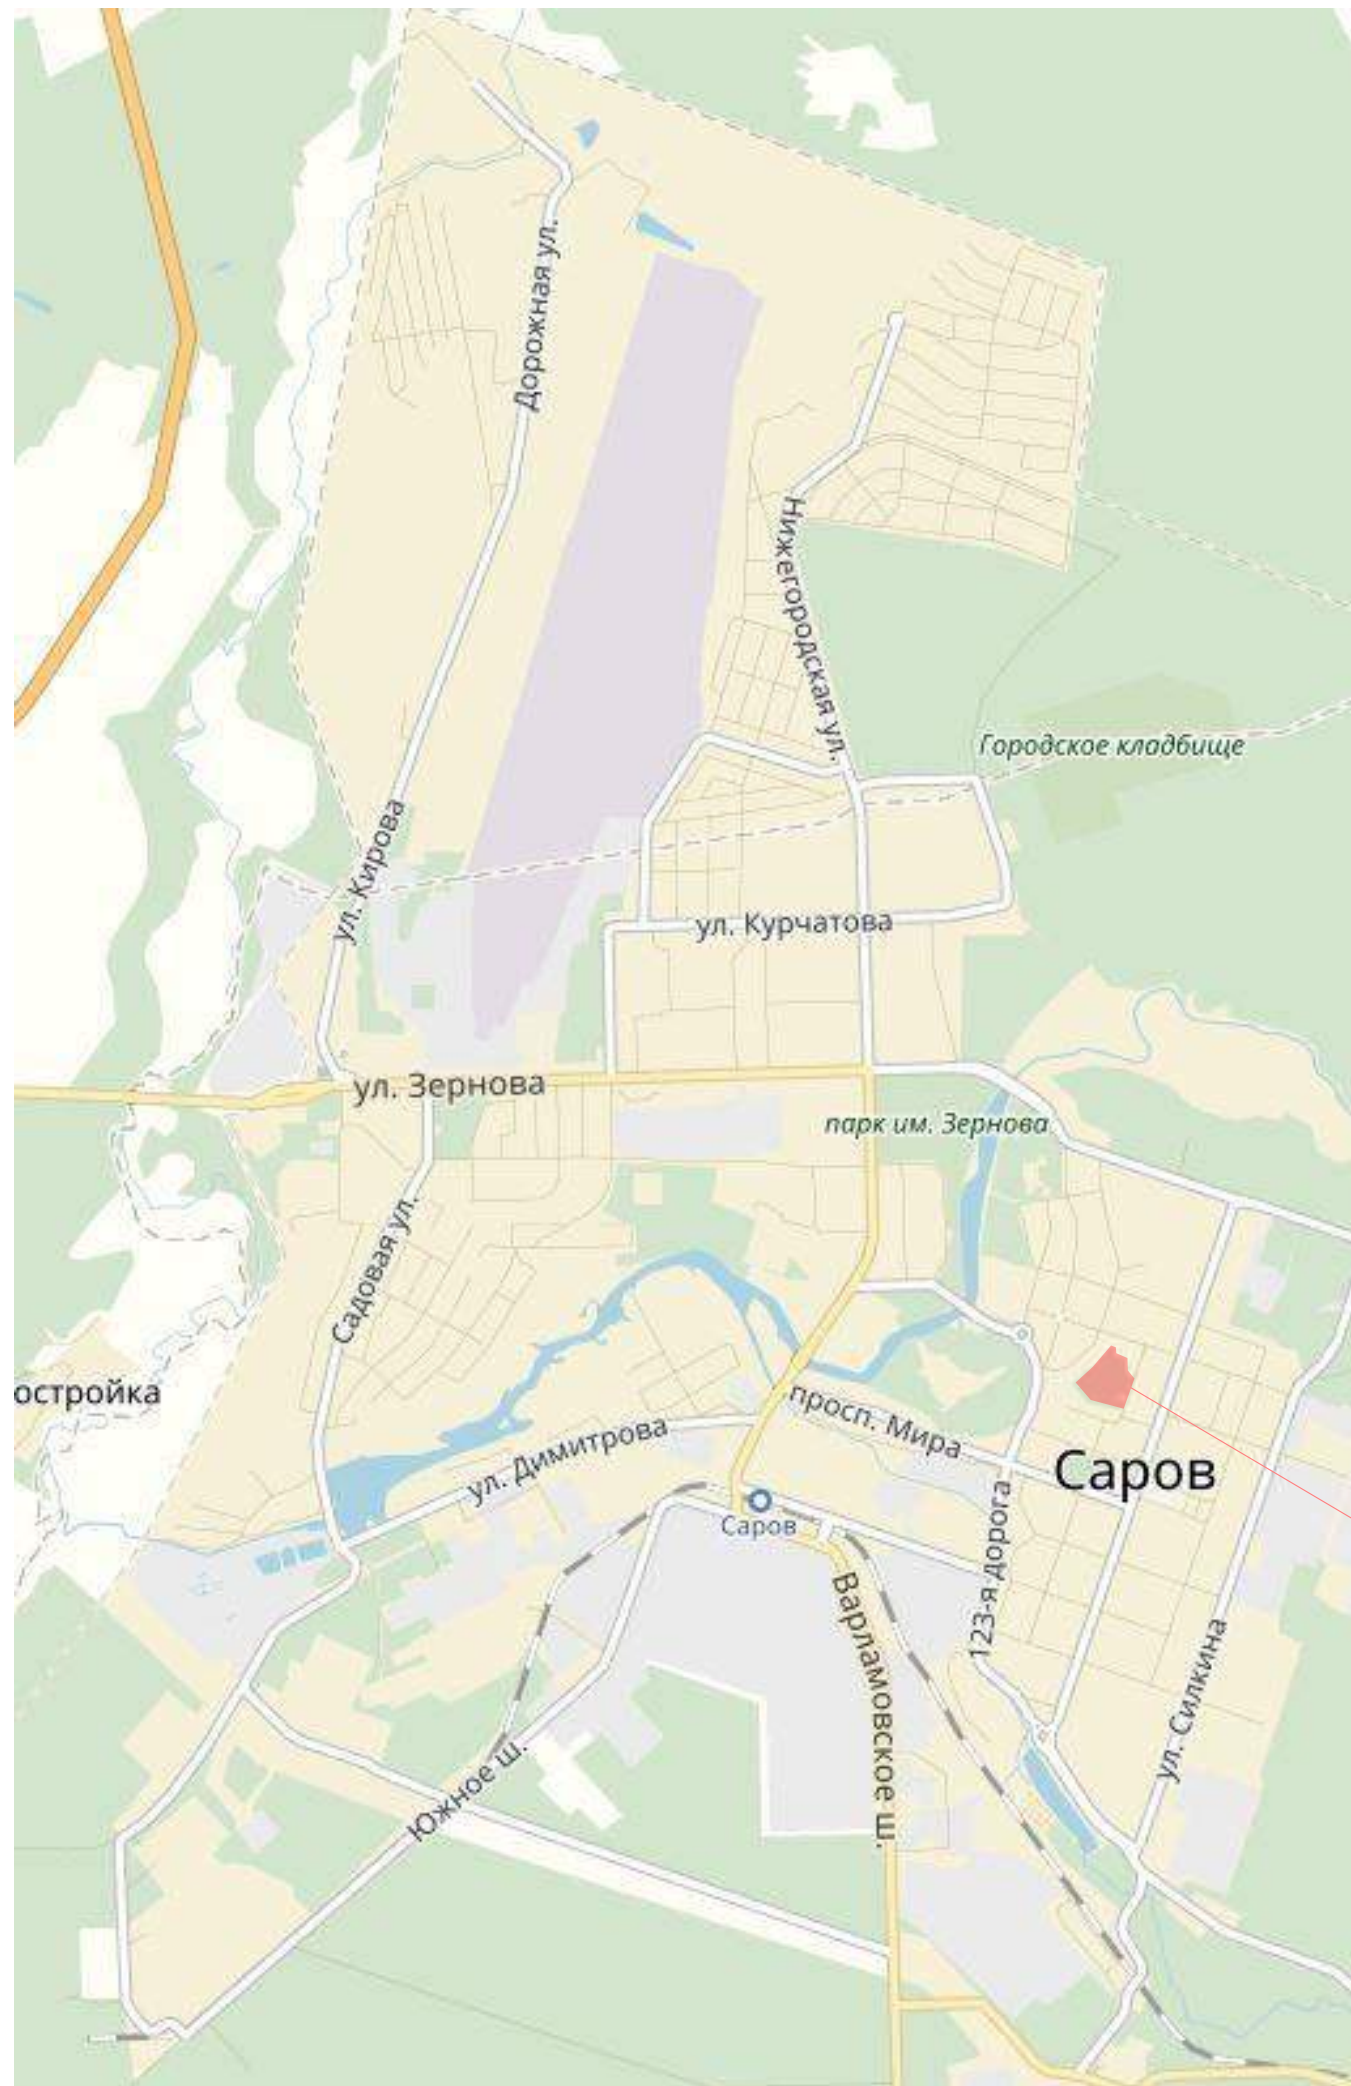 Дорожная ул.
Нижегородская ул.
Городское кладбище
ул. Кирова
ул. Курчатова
ул. Зернова
парк им. Зернова
Садовая ул.
остройка
просп. Мира
ул. Димитрова
Саров
Саров
123-я дорога
Варламовское ш.
ул. Силкина
Южное ш.